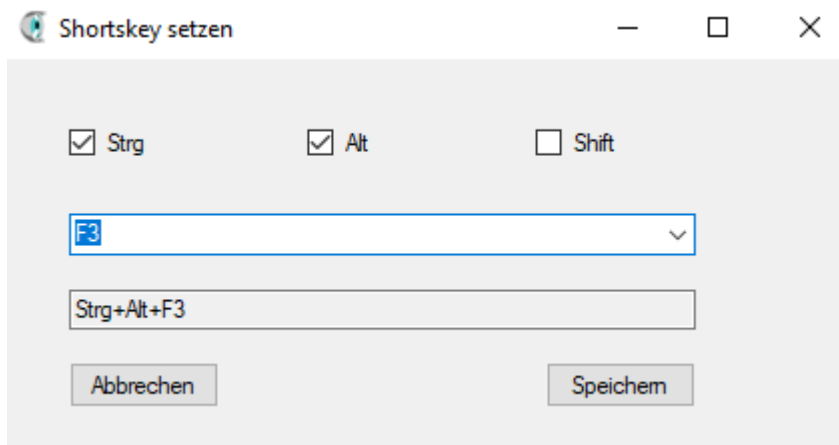 Shortskey setzen
Strg Alt Shift
F3
Strg+Alt+F3
Abbrechen Speichern